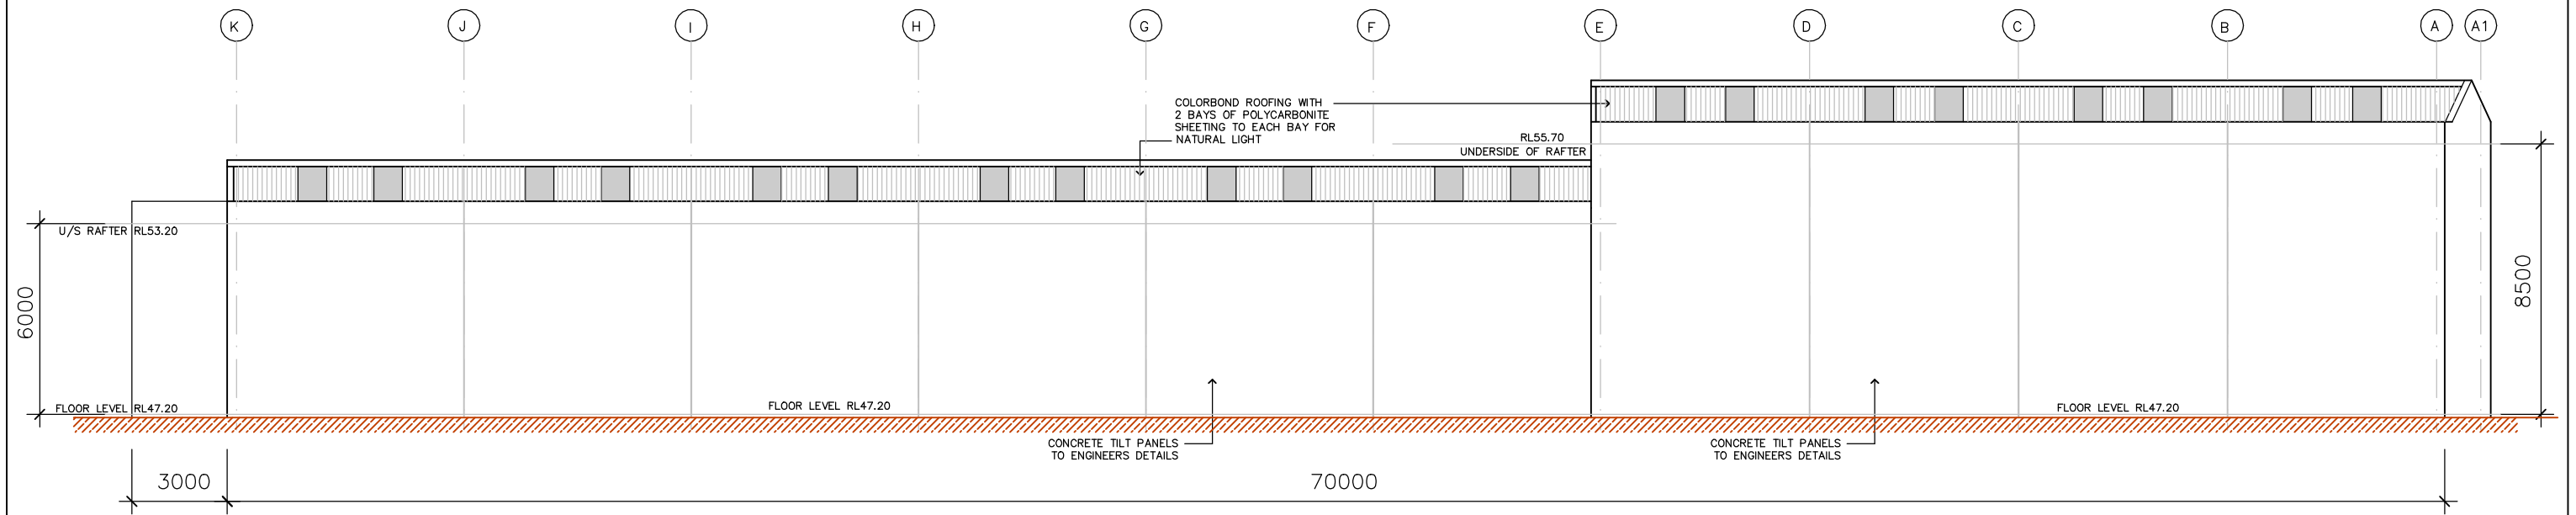 K J I H G F E D C B A A1
COLORBOND ROOFING WITH
2 BAYS OF POLYCARBONITE
SHEETING TO EACH BAY FOR
NATURAL LIGHT
RL55.70
UNDERSIDE OF RAFTER
U/S RAFTER RL53.20
6000
8500
FLOOR LEVEL RL47.20
FLOOR LEVEL RL47.20
FLOOR LEVEL RL47.20
CONCRETE TILT PANELS
TO ENGINEERS DETAILS
CONCRETE TILT PANELS
TO ENGINEERS DETAILS
3000
70000